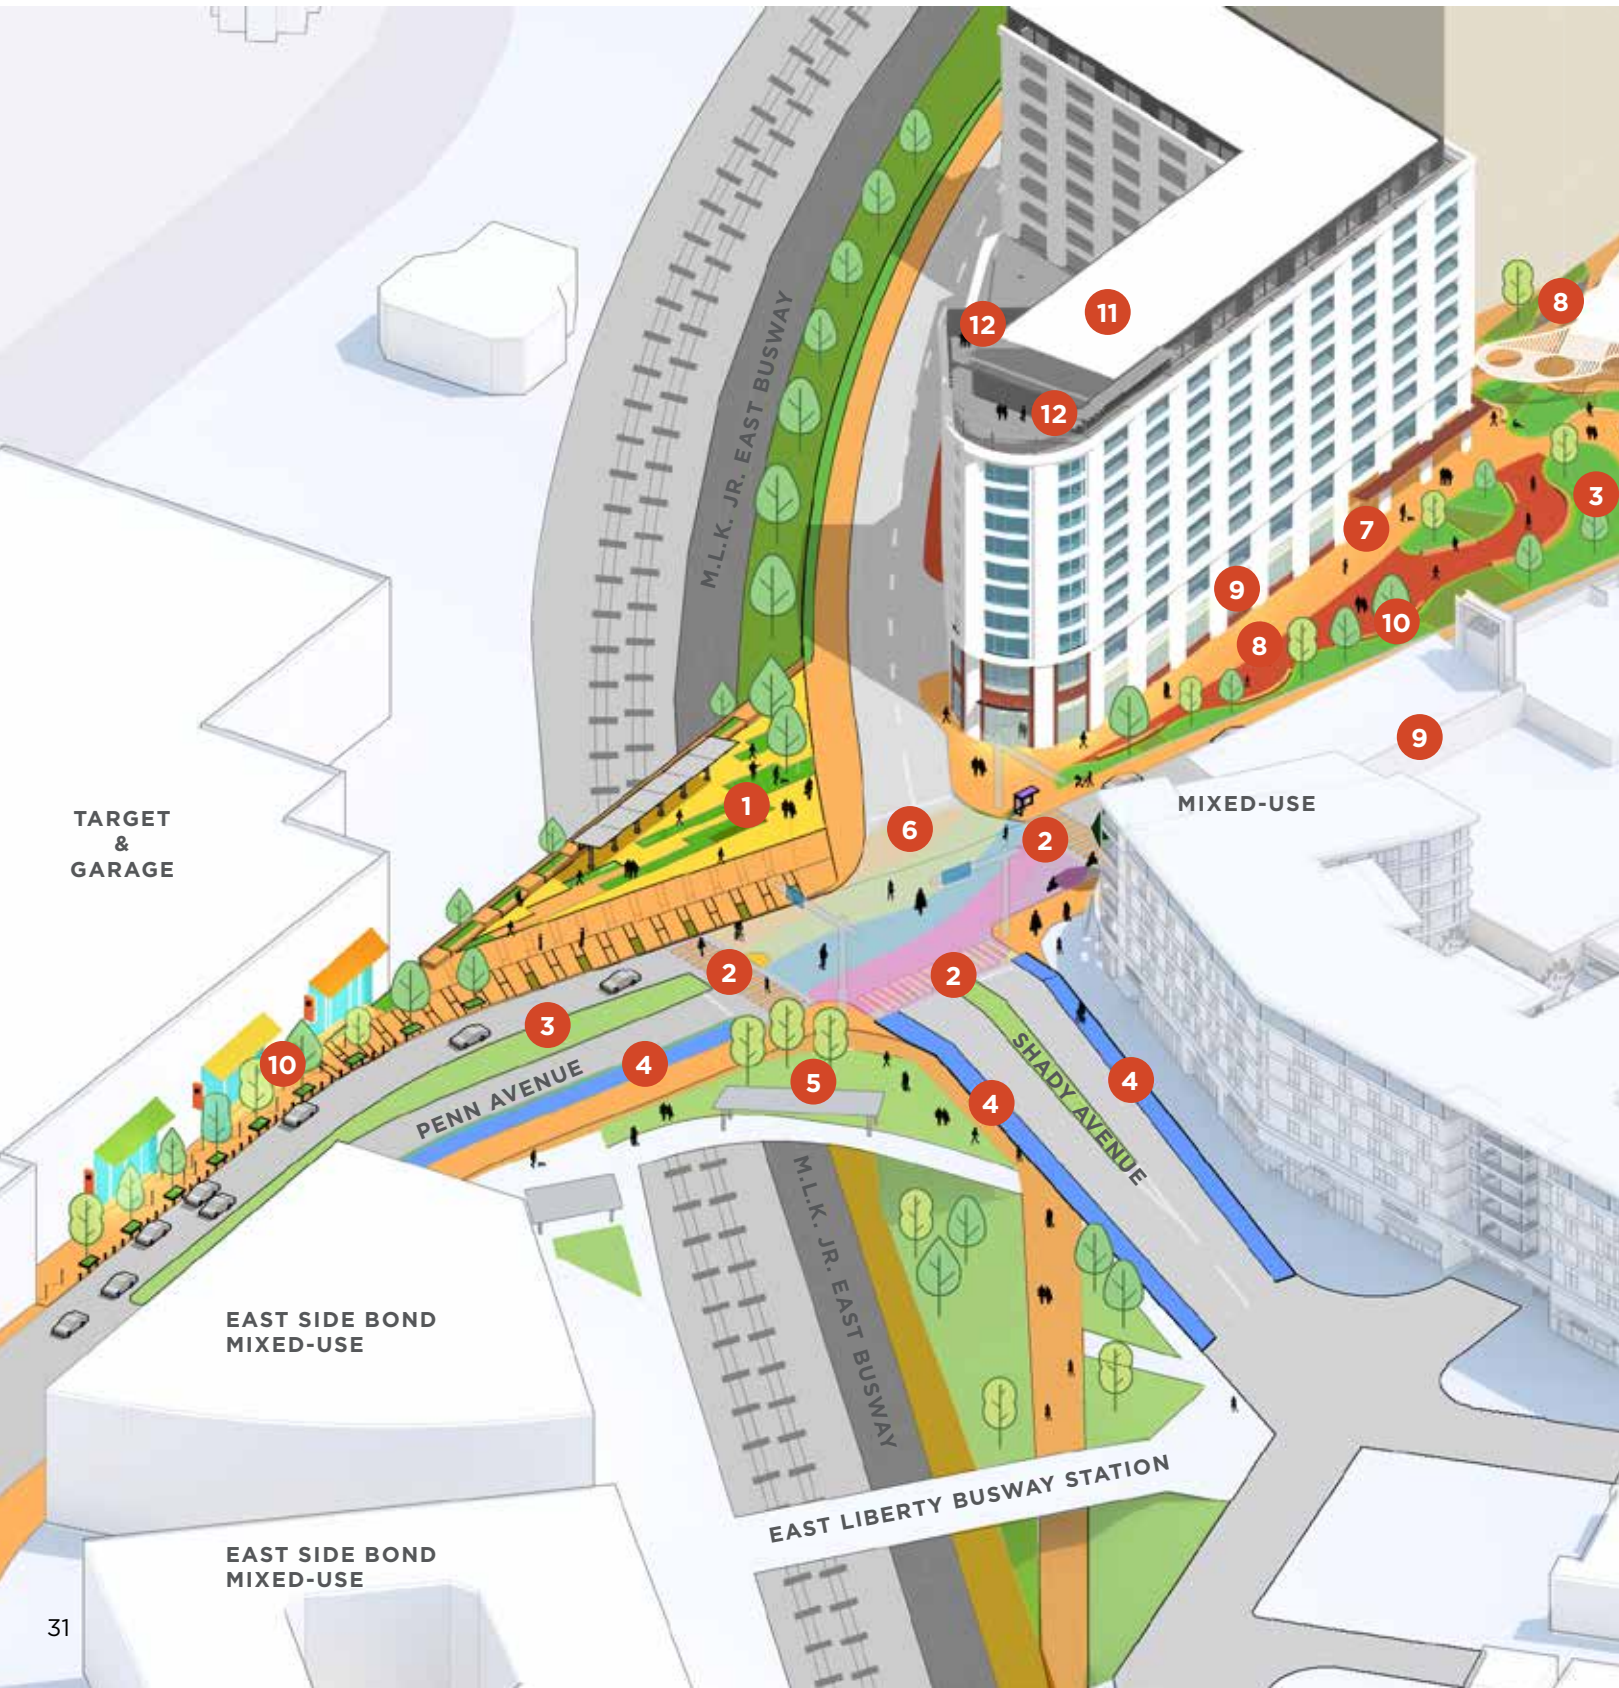 8
M.L.K. JR. EAST BUSWAY
11
12
12
3
7
9
10
8
9
TARGET
&
GARAGE
1
6
2
MIXED-USE
2
2
3
10
PENN AVENUE
4
5
4
SHADY AVENUE
4
M.L.K. JR. EAST BUSWAY
EAST SIDE BOND
MIXED-USE
EAST LIBERTY BUSWAY STATION
EAST SIDE BOND
MIXED-USE
31